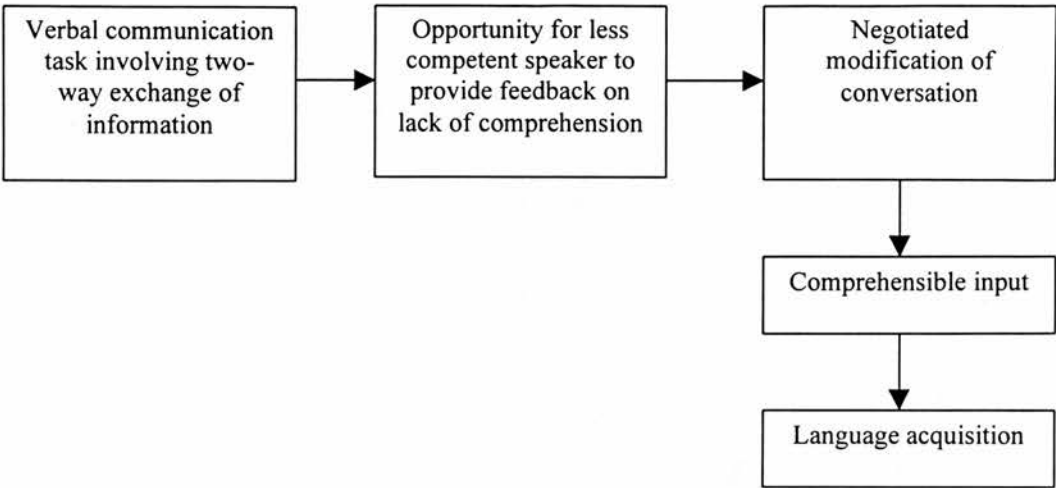 Verbal communication
task involving two-
way exchange of
information
Opportunity for less
competent speaker to
provide feedback on
lack of comprehension
Negotiated
modification of
conversation
Comprehensible input
Language acquisition